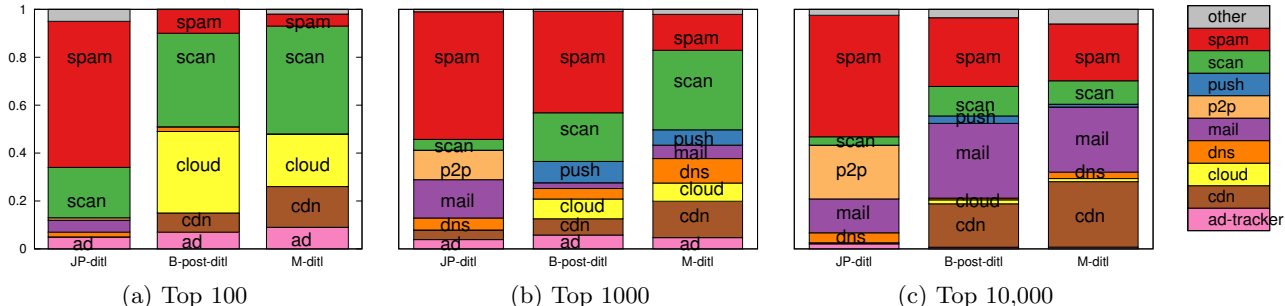 1
0.8
0.6
0.4
0.2
0
spam
scan
ad
scan
cloud
cdn
ad
spam
scan
cloud
cdn
ad
JP-ditl B-post-ditl M-ditl
(a) Top 100
spam
scan
p2p
mail
dns
ad
spam
scan
push
cloud
cdn
ad
spam
scan
push
mail
dns
cloud
cdn
ad
JP-ditl B-post-ditl M-ditl
(b) Top 1000
spam
scan
p2p
mail
dns
spam
scan
push
mail
cloud
cdn
spam
scan
mail
dns
cdn
JP-ditl B-post-ditl M-ditl
(c) Top 10,000
other
spam
scan
push
p2p
mail
dns
cloud
cdn
ad-tracker